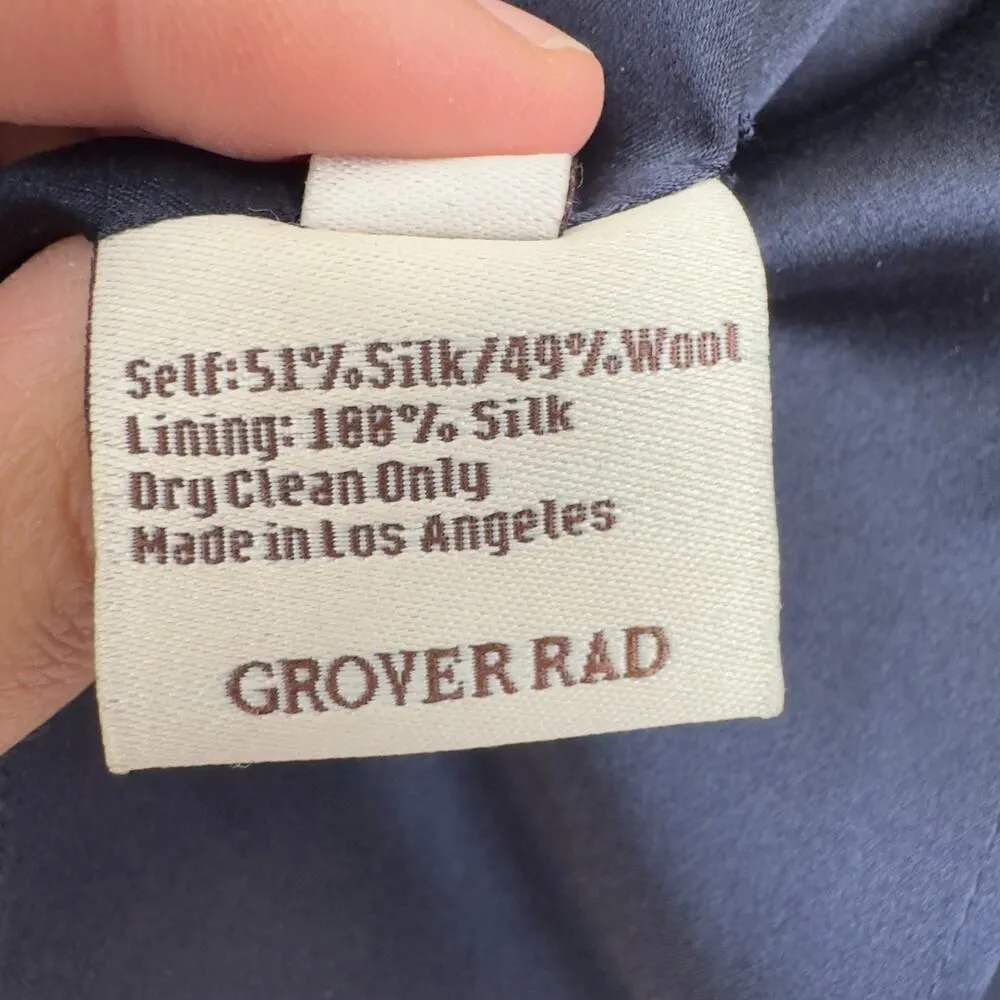 Self:51%Silk/49%Wool
Lining: 100% Silk
Dry Clean Only
Made in Los Angeles
GROVER RAD